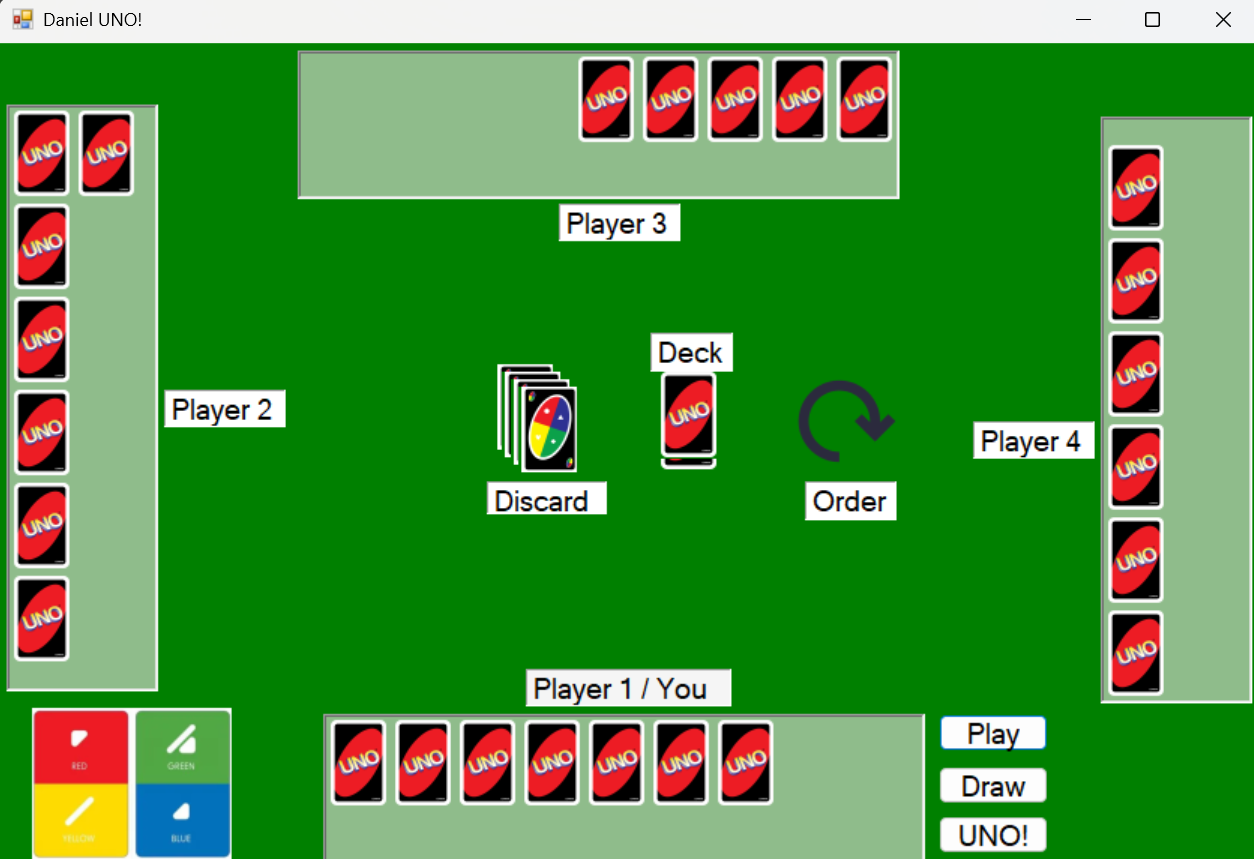 Daniel UNO!
UNO UNO UNO UNO UNO
UNO UNO
UNO
UNO
UNO
UNO
UNO
Player 3
UNO
UNO
UNO
UNO
UNO
UNO
Deck
UNO
Player 2
Player 4
Discard
Order
Player 1 / You
RED
GREEN
YELLOW
BLUE
UNO UNO UNO UNO UNO UNO UNO
Play
Draw
UNO!